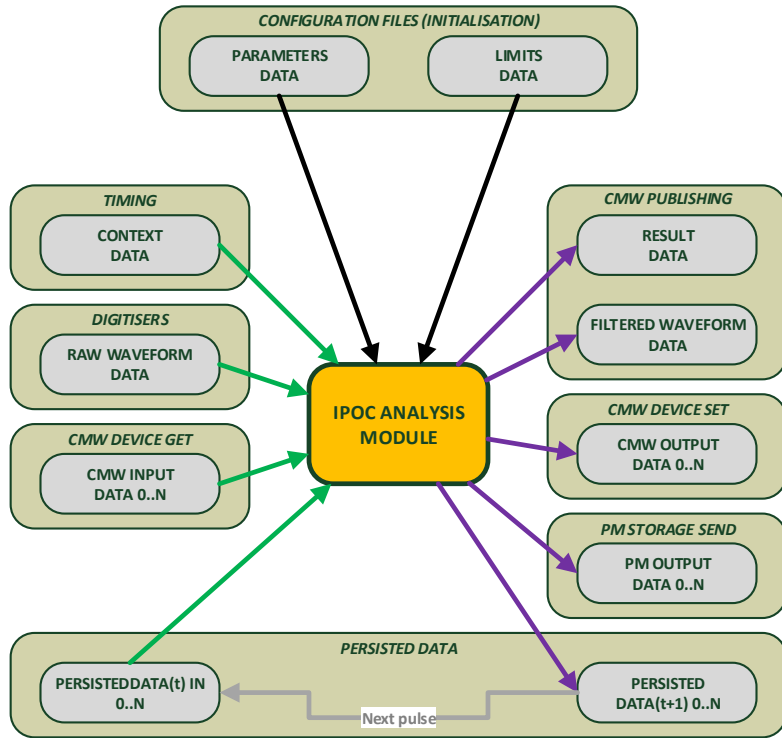 CONFIGURATION FILES (INITIALISATION)
PARAMETERS
DATA
LIMITS
DATA
TIMING
CONTEXT
DATA
DIGITISERS
RAW WAVEFORM
DATA
CMW DEVICE GET
CMW INPUT
DATA 0..N
IPOC ANALYSIS
MODULE
CMW PUBLISHING
RESULT
DATA
FILTERED WAVEFORM
DATA
CMW DEVICE SET
CMW OUTPUT
DATA 0..N
PM STORAGE SEND
PM OUTPUT
DATA 0..N
PERSISTED DATA
PERSISTEDDATA(t) IN
0..N
Next pulse
PERSISTED
DATA(t+1) 0..N